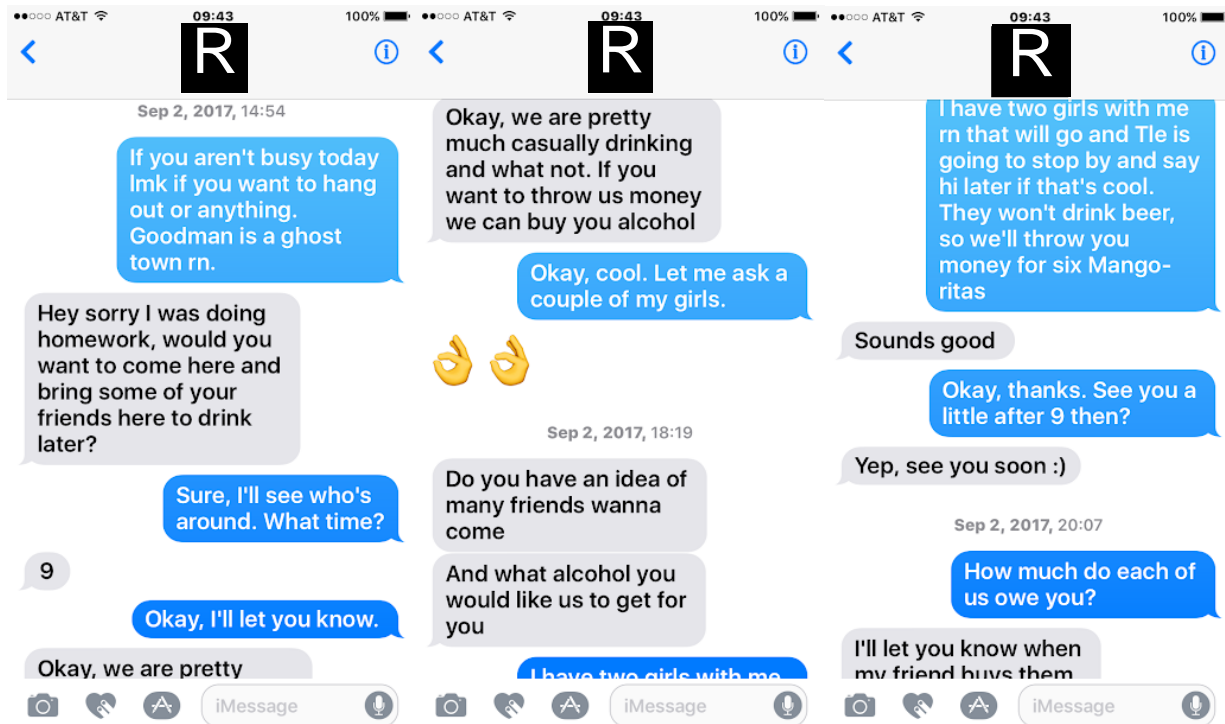 AT&T 09:43 100%
R
Sep 2, 2017, 14:54
If you aren't busy today
lmk if you want to hang
out or anything.
Goodman is a ghost
town rn.
Hey sorry I was doing
homework, would you
want to come here and
bring some of your
friends here to drink
later?
Sure, I'll see who's
around. What time?
9
Okay, I'll let you know.
Okay, we are pretty
iMessage
AT&T 09:43 100%
R
Okay, we are pretty
much casually drinking
and what not. If you
want to throw us money
we can buy you alcohol
Okay, cool. Let me ask a
couple of my girls.
👌👌
Sep 2, 2017, 18:19
Do you have an idea of
many friends wanna
come
And what alcohol you
would like us to get for
you
I have two girls with me
iMessage
AT&T 09:43 100%
R
I have two girls with me
rn that will go and Tle is
going to stop by and say
hi later if that's cool.
They won't drink beer,
so we'll throw you
money for six Mango-
ritas
Sounds good
Okay, thanks. See you a
little after 9 then?
Yep, see you soon :)
Sep 2, 2017, 20:07
How much do each of
us owe you?
I'll let you know when
my friend buys them
iMessage